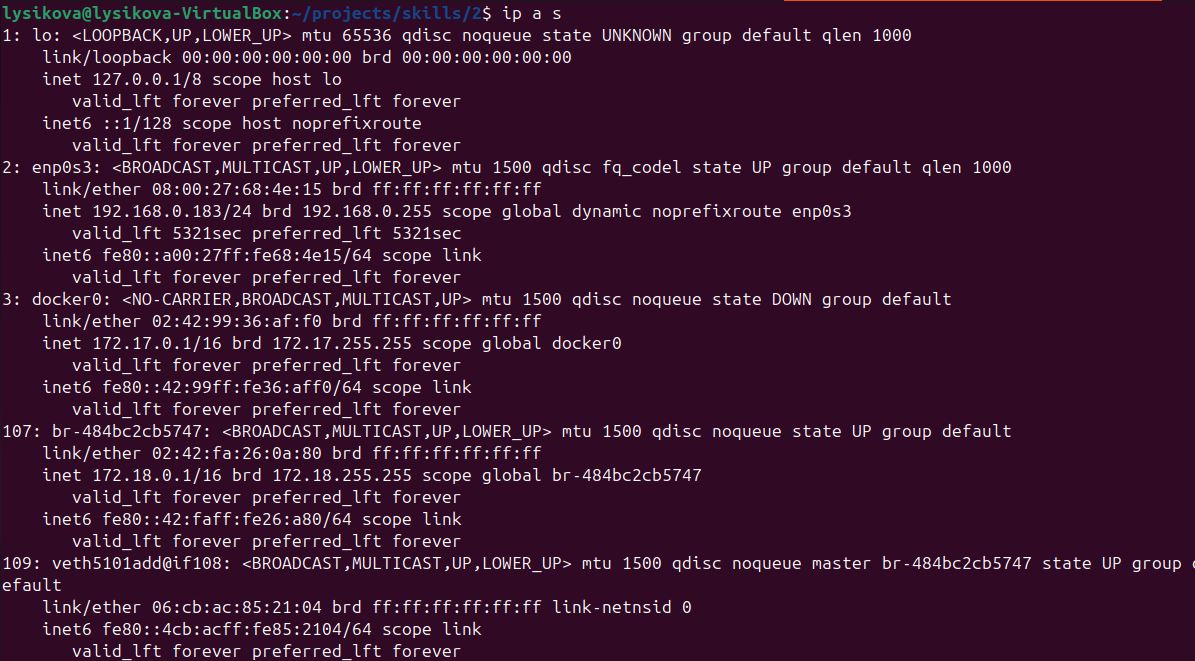 lysikova@lysikova-VirtualBox:~/projects/skills/2$ ip a s
1: lo: <LOOPBACK,UP,LOWER_UP> mtu 65536 qdisc noqueue state UNKNOWN group default qlen 1000
    link/loopback 00:00:00:00:00:00 brd 00:00:00:00:00:00
    inet 127.0.0.1/8 scope host lo
       valid_lft forever preferred_lft forever
    inet6 ::1/128 scope host noprefixroute
       valid_lft forever preferred_lft forever
2: enp0s3: <BROADCAST,MULTICAST,UP,LOWER_UP> mtu 1500 qdisc fq_codel state UP group default qlen 1000
    link/ether 08:00:27:68:4e:15 brd ff:ff:ff:ff:ff:ff
    inet 192.168.0.183/24 brd 192.168.0.255 scope global dynamic noprefixroute enp0s3
       valid_lft 5321sec preferred_lft 5321sec
    inet6 fe80::a00:27ff:fe68:4e15/64 scope link
       valid_lft forever preferred_lft forever
3: docker0: <NO-CARRIER,BROADCAST,MULTICAST,UP> mtu 1500 qdisc noqueue state DOWN group default
    link/ether 02:42:99:36:af:f0 brd ff:ff:ff:ff:ff:ff
    inet 172.17.0.1/16 brd 172.17.255.255 scope global docker0
       valid_lft forever preferred_lft forever
    inet6 fe80::42:99ff:fe36:aff0/64 scope link
       valid_lft forever preferred_lft forever
107: br-484bc2cb5747: <BROADCAST,MULTICAST,UP,LOWER_UP> mtu 1500 qdisc noqueue state UP group default
    link/ether 02:42:fa:26:0a:80 brd ff:ff:ff:ff:ff:ff
    inet 172.18.0.1/16 brd 172.18.255.255 scope global br-484bc2cb5747
       valid_lft forever preferred_lft forever
    inet6 fe80::42:faff:fe26:a80/64 scope link
       valid_lft forever preferred_lft forever
109: veth5101add@if108: <BROADCAST,MULTICAST,UP,LOWER_UP> mtu 1500 qdisc noqueue master br-484bc2cb5747 state UP group d
efault
    link/ether 06:cb:ac:85:21:04 brd ff:ff:ff:ff:ff:ff link-netnsid 0
    inet6 fe80::4cb:acff:fe85:2104/64 scope link
       valid_lft forever preferred_lft forever